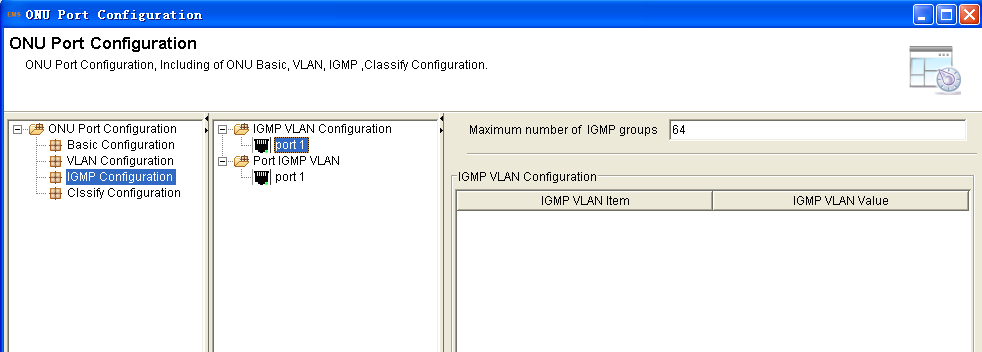 EMS ONU Port Configuration
ONU Port Configuration
ONU Port Configuration, Including of ONU Basic, VLAN, IGMP ,Classify Configuration.
ONU Port Configuration
Basic Configuration
VLAN Configuration
IGMP Configuration
Clssify Configuration
IGMP VLAN Configuration
port 1
Port IGMP VLAN
port 1
Maximum number of IGMP groups 64
IGMP VLAN Configuration
IGMP VLAN Item IGMP VLAN Value